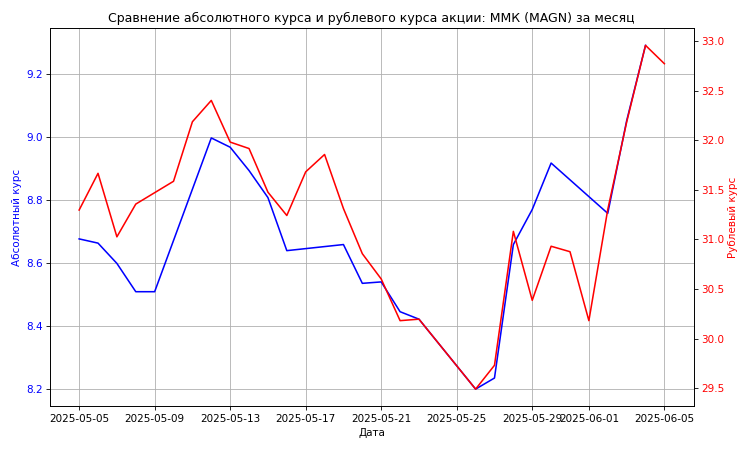 Сравнение абсолютного курса и рублевого курса акции: ММК (MAGN) за месяц
9.2
9.0
8.8
8.6
8.4
8.2
Абсолютный курс
33.0
32.5
32.0
31.5
31.0
30.5
30.0
29.5
Рублевый курс
2025-05-05 2025-05-09 2025-05-13 2025-05-17 2025-05-21 2025-05-25 2025-05-29 2025-06-01 2025-06-05
Дата